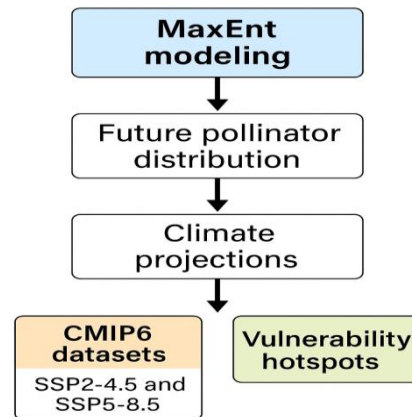 MaxEnt
modeling
Future pollinator
distribution
Climate
projections
CMIP6
datasets
SSP2-4.5 and
SSP5-8.5
Vulnerability
hotspots